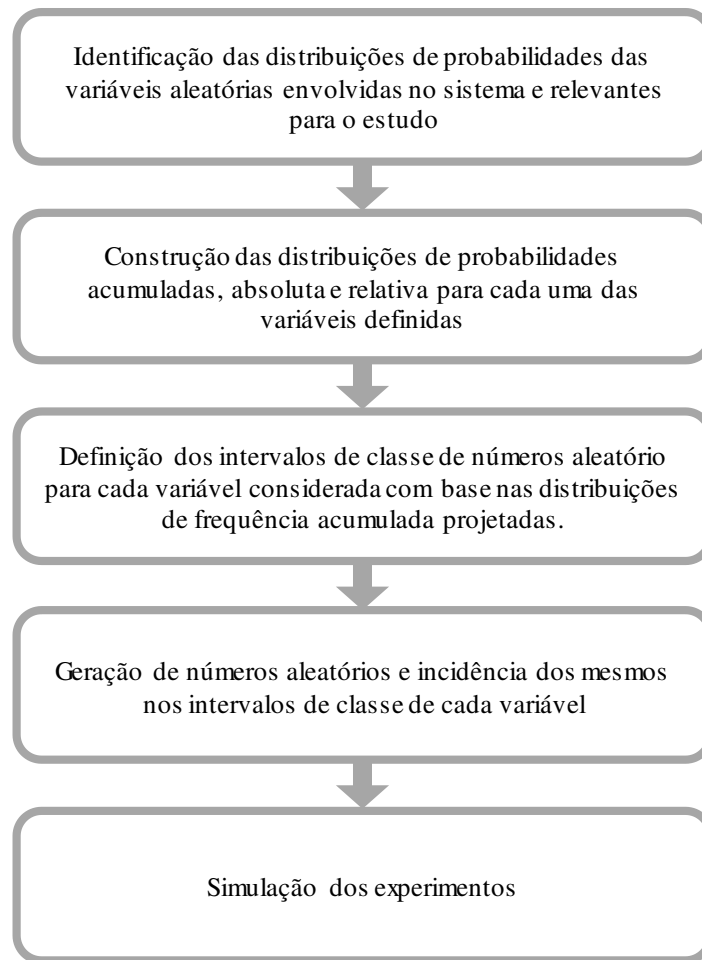 Identificação das distribuições de probabilidades das
variáveis aleatórias envolvidas no sistema e relevantes
para o estudo
Construção das distribuições de probabilidades
acumuladas, absoluta e relativa para cada uma das
variáveis definidas
Definição dos intervalos de classe de números aleatório
para cada variável considerada com base nas distribuições
de frequência acumulada projetadas.
Geração de números aleatórios e incidência dos mesmos
nos intervalos de classe de cada variável
Simulação dos experimentos